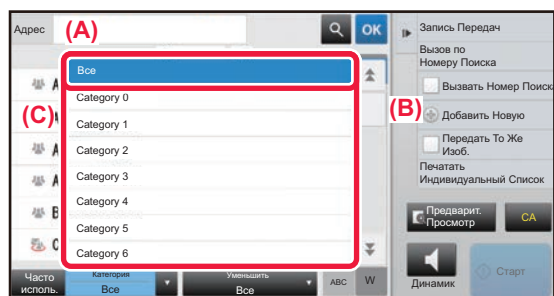 Адрес
(A)
OK
Все
Category 0
Category 1
Category 2
Category 3
Category 4
Category 5
Category 6
(C)
A
A
A
B
C
(B)
Запись Передач
Вызов по
Номеру Поиска
Вызвать Номер Поиска
Добавить Новую
Передать То Же
Изоб.
Печатать
Индивидуальный Список
Предварит.
Просмотр
CA
Динамик
Старт
Часто
исполь.
Категория
Все
Уменьшить
Все
ABC
W